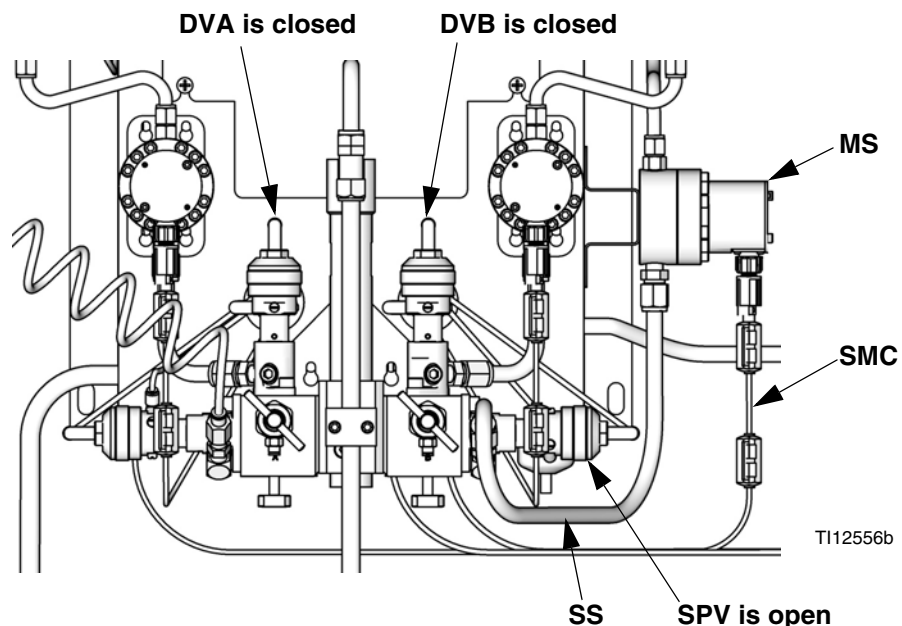 DVA is closed
DVB is closed
MS
SMC
TI12556b
SS
SPV is open